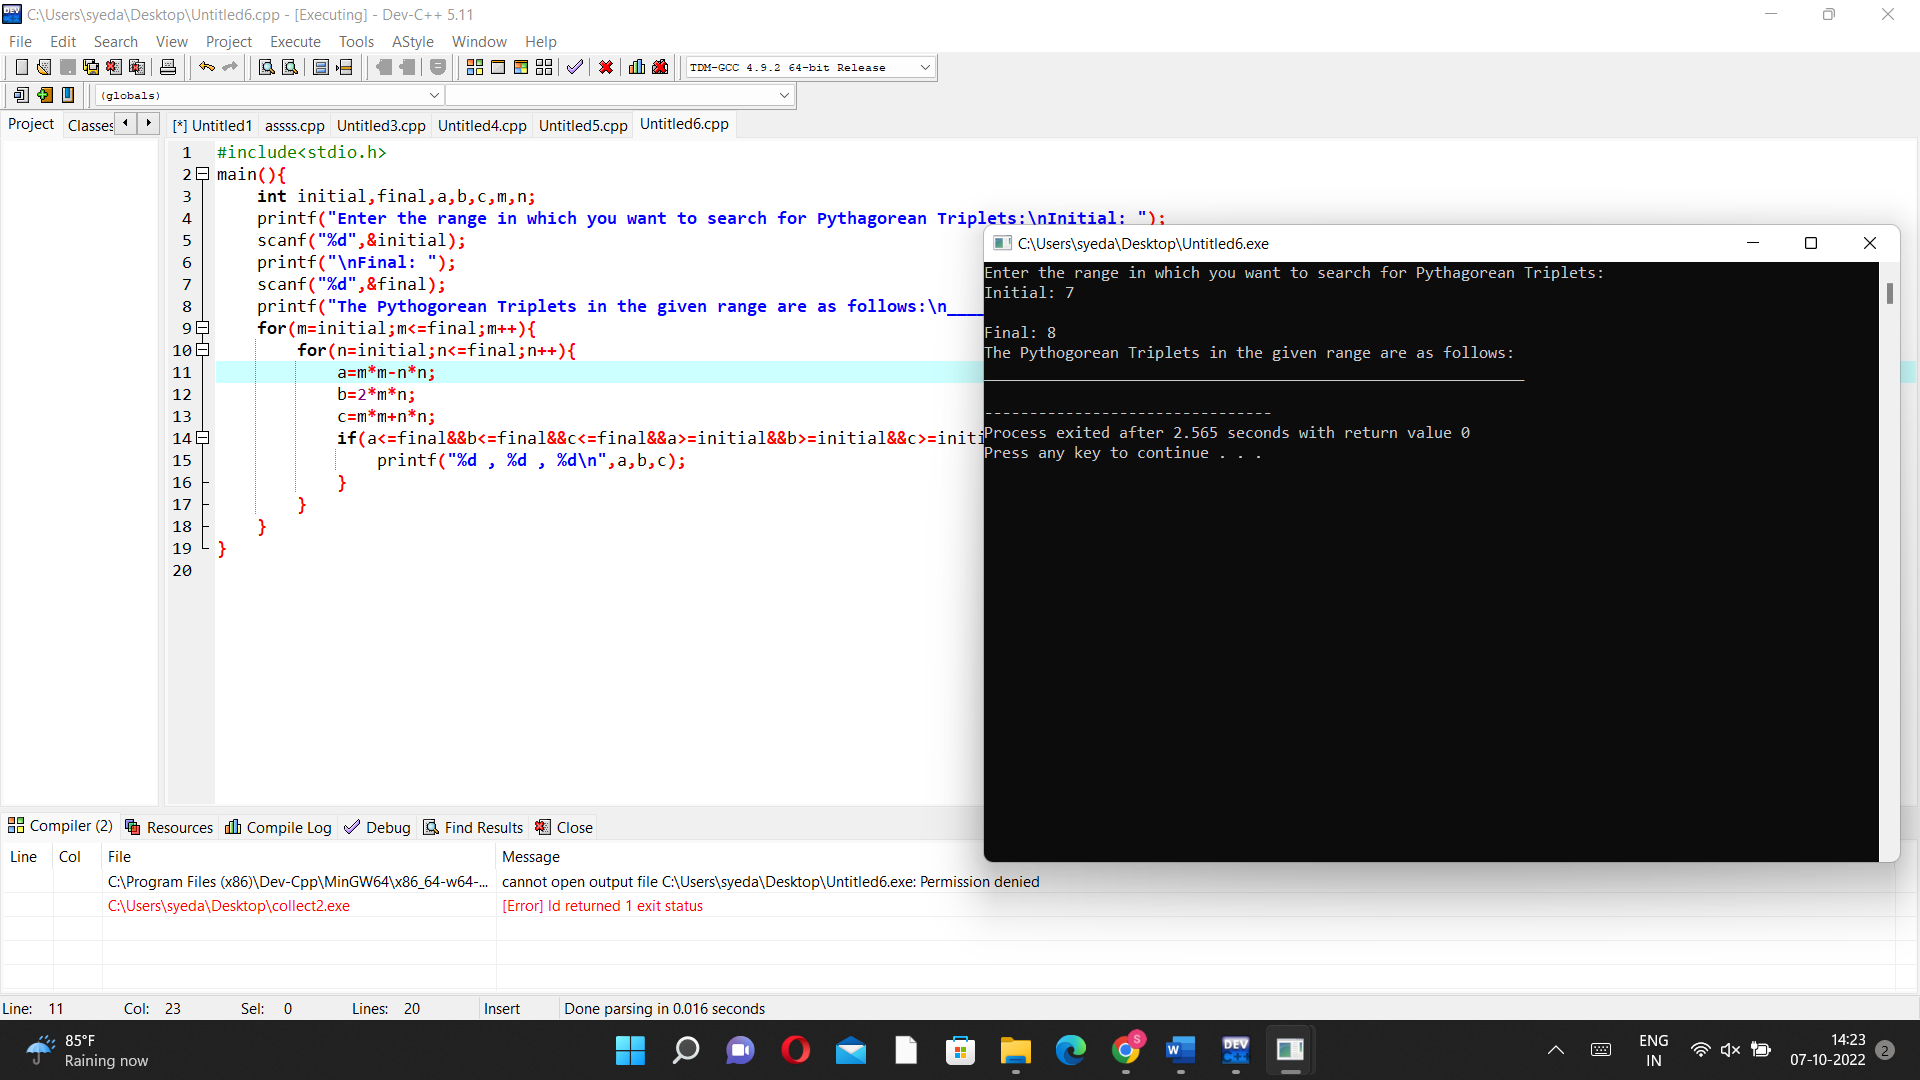 C:\Users\syeda\Desktop\Untitled6.cpp - [Executing] - Dev-C++ 5.11
File Edit Search View Project Execute Tools AStyle Window Help
TDM-GCC 4.9.2 64-bit Release
(globals)
Project Classes [*] Untitled1 assss.cpp Untitled3.cpp Untitled4.cpp Untitled5.cpp Untitled6.cpp
1 #include<stdio.h>
2 main(){
3 int initial,final,a,b,c,m,n;
4 printf("Enter the range in which you want to search for Pythagorean Triplets:\nInitial: ");
5 scanf("%d",&initial);
6 printf("\nFinal: ");
7 scanf("%d",&final);
8 printf("The Pythogorean Triplets in the given range are as follows:\n____
9 for(m=initial;m<=final;m++){
10 for(n=initial;n<=final;n++){
11 a=m*m-n*n;
12 b=2*m*n;
13 c=m*m+n*n;
14 if(a<=final&&b<=final&&c<=final&&a>=initial&&b>=initial&&c>=initi
15 printf("%d , %d , %d\n",a,b,c);
16 }
17 }
18 }
19 }
20
C:\Users\syeda\Desktop\Untitled6.exe
Enter the range in which you want to search for Pythagorean Triplets:
Initial: 7
Final: 8
The Pythogorean Triplets in the given range are as follows:
____________________________________________________________
--------------------------------
Process exited after 2.565 seconds with return value 0
Press any key to continue . . .
Compiler (2) Resources Compile Log Debug Find Results Close
Line Col File Message
C:\Program Files (x86)\Dev-Cpp\MinGW64\x86_64-w64-... cannot open output file C:\Users\syeda\Desktop\Untitled6.exe: Permission denied
C:\Users\syeda\Desktop\collect2.exe [Error] ld returned 1 exit status
Line: 11 Col: 23 Sel: 0 Lines: 20 Insert Done parsing in 0.016 seconds
85°F
Raining now
S
W
DEV
C++
ENG
IN
14:23
07-10-2022
2